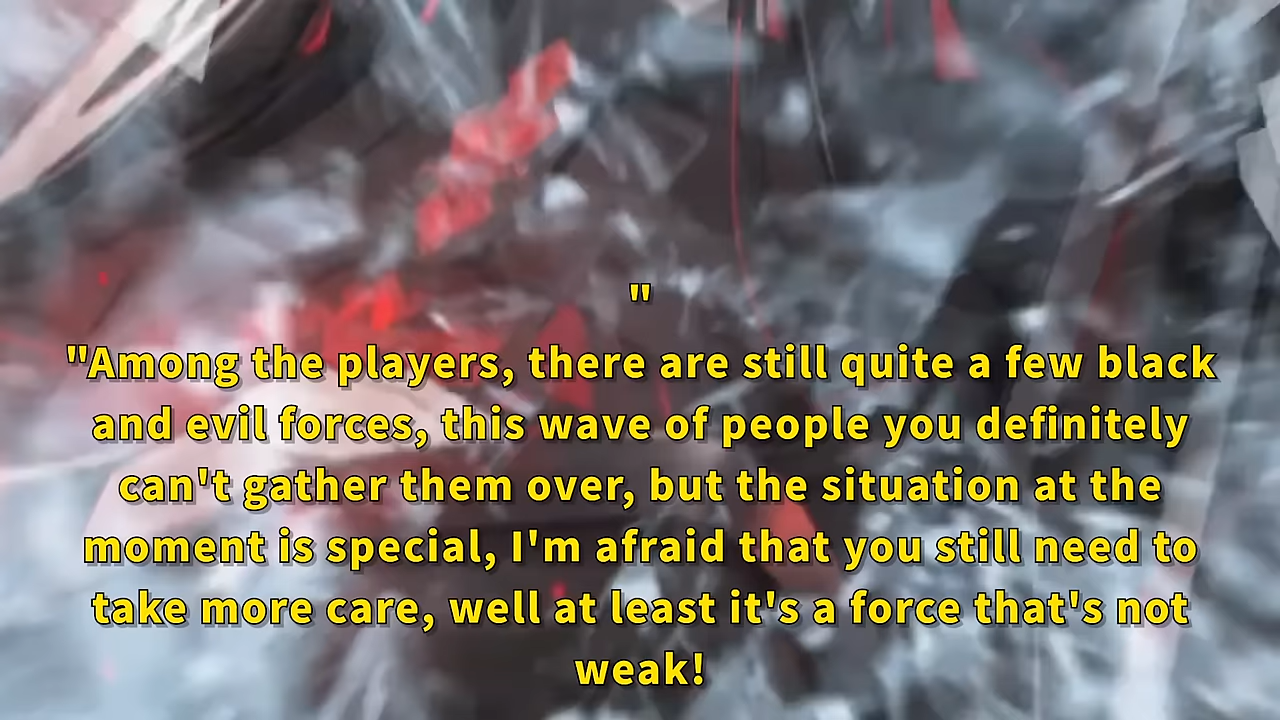 "
"Among the players, there are still quite a few black
and evil forces, this wave of people you definitely
can't gather them over, but the situation at the
moment is special, I'm afraid that you still need to
take more care, well at least it's a force that's not
weak!